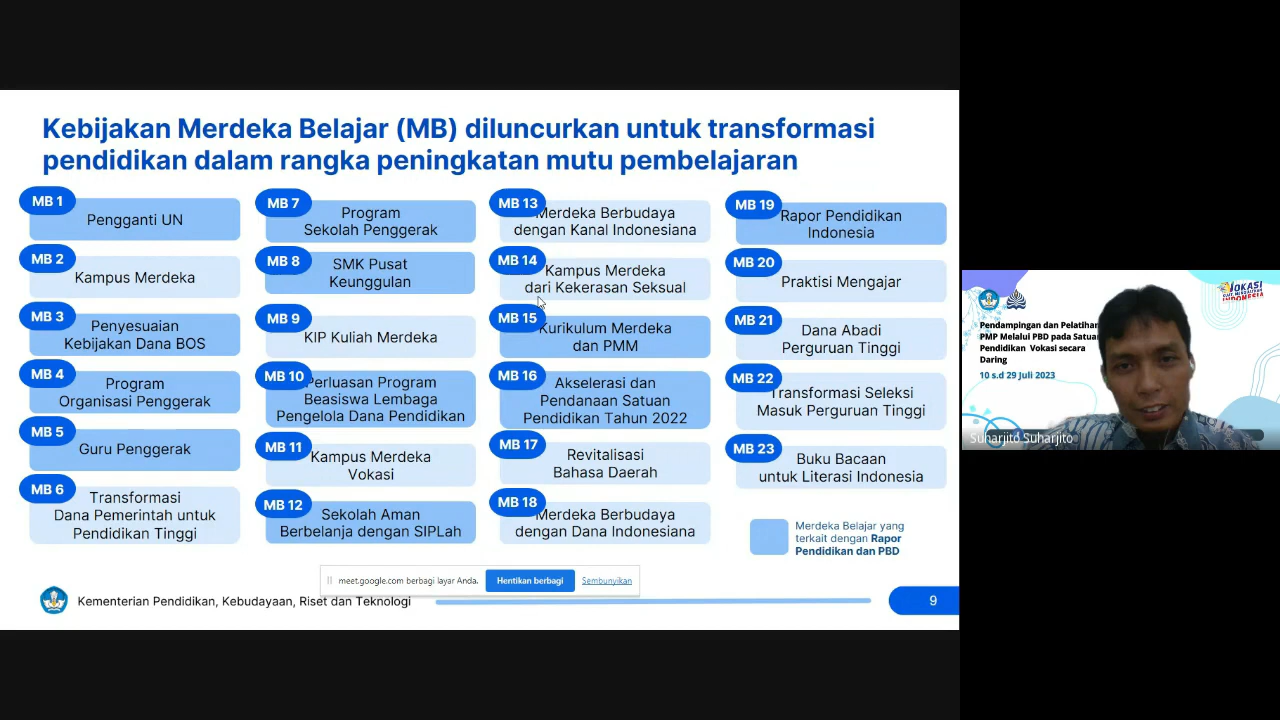 Kebijakan Merdeka Belajar (MB) diluncurkan untuk transformasi
pendidikan dalam rangka peningkatan mutu pembelajaran
MB 1
Pengganti UN
MB 2
Kampus Merdeka
MB 3
Penyesuaian
Kebijakan Dana BOS
MB 4
Program
Organisasi Penggerak
MB 5
Guru Penggerak
MB 6
Transformasi
Dana Pemerintah untuk
Pendidikan Tinggi
MB 7
Program
Sekolah Penggerak
MB 8
SMK Pusat
Keunggulan
MB 9
KIP Kuliah Merdeka
MB 10
Perluasan Program
Beasiswa Lembaga
Pengelola Dana Pendidikan
MB 11
Kampus Merdeka
Vokasi
MB 12
Sekolah Aman
Berbelanja dengan SIPLah
MB 13
Merdeka Berbudaya
dengan Kanal Indonesiana
MB 14
Kampus Merdeka
dari Kekerasan Seksual
MB 15
Kurikulum Merdeka
dan PMM
MB 16
Akselerasi dan
Pendanaan Satuan
Pendidikan Tahun 2022
MB 17
Revitalisasi
Bahasa Daerah
MB 18
Merdeka Berbudaya
dengan Dana Indonesiana
MB 19
Rapor Pendidikan
Indonesia
MB 20
Praktisi Mengajar
MB 21
Dana Abadi
Perguruan Tinggi
MB 22
Transformasi Seleksi
Masuk Perguruan Tinggi
MB 23
Buku Bacaan
untuk Literasi Indonesia
Merdeka Belajar yang
terkait dengan Rapor
Pendidikan dan PBD
meet.google.com berbagi layar Anda.
Hentikan berbagi
Sembunyikan
Kementerian Pendidikan, Kebudayaan, Riset dan Teknologi
9
Pendampingan dan Pelatihan
PMP Melalui PBD pada Satuan
Pendidikan Vokasi secara
Daring
10 s.d 29 Juli 2023
Suharjito Suharjito